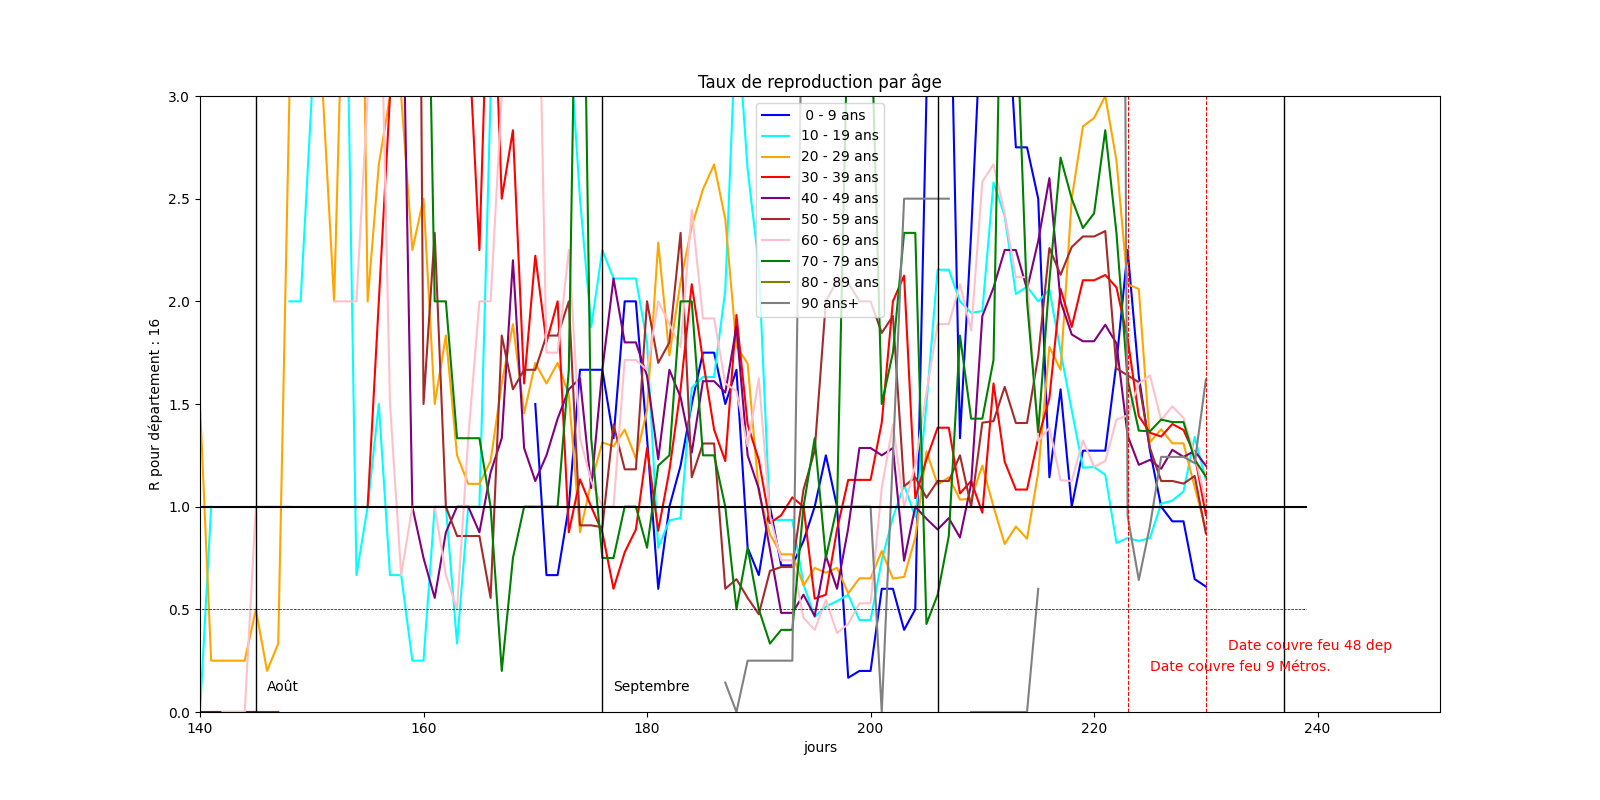 Taux de reproduction par âge
3.0
2.5
2.0
1.5
1.0
0.5
0.0
R pour département : 16
0 - 9 ans
10 - 19 ans
20 - 29 ans
30 - 39 ans
40 - 49 ans
50 - 59 ans
60 - 69 ans
70 - 79 ans
80 - 89 ans
90 ans+
Date couvre feu 48 dep
Date couvre feu 9 Métros.
Août
Septembre
140
160
180
200
220
240
jours